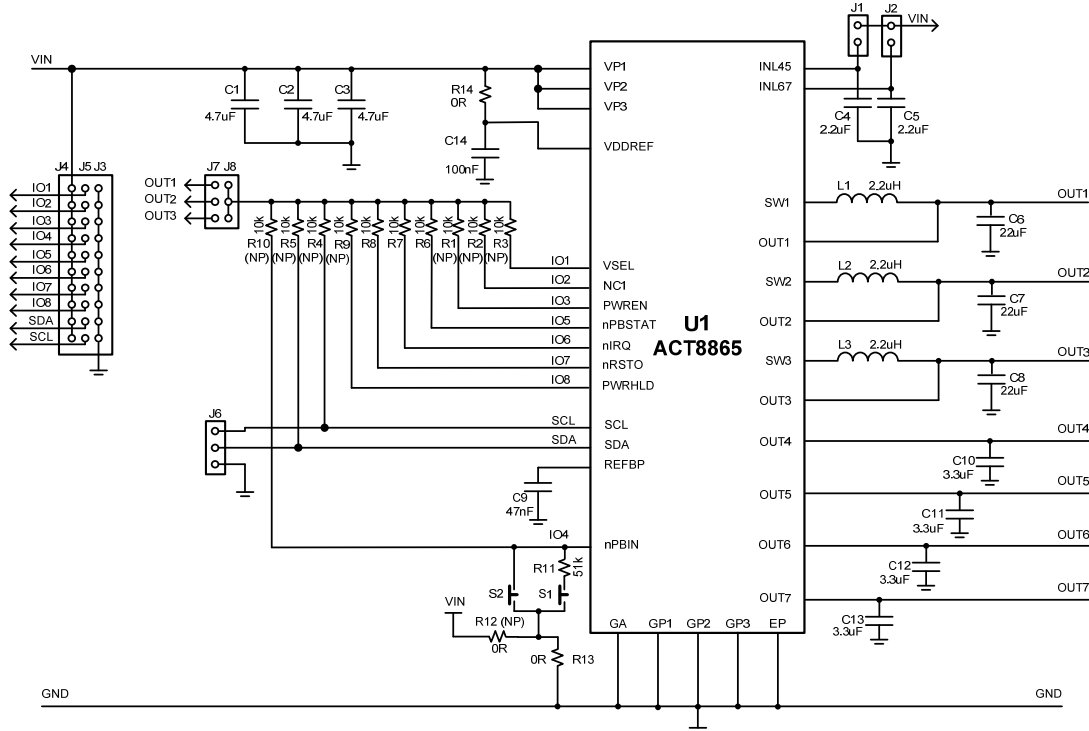 J1 J2
VIN
VIN
C1 C2 C3
4.7uF 4.7uF 4.7uF
R14
0R
C14
100nF
VP1
VP2
VP3
VDDREF
INL45
INL67
C4 C5
2.2uF 2.2uF
J4 J5 J3
IO1
IO2
IO3
IO4
IO5
IO6
IO7
IO8
SDA
SCL
J7 J8
OUT1
OUT2
OUT3
10k 10k 10k 10k 10k 10k 10k 10k 10k 10k
R10 R5 R4 R9 R8 R7 R6 R1 R2 R3
(NP) (NP) (NP) (NP) (NP) (NP)
IO1 VSEL
IO2 NC1
IO3 PWREN
IO5 nPBSTAT
IO6 nIRQ
IO7 nRSTO
IO8 PWRHLD
SCL SCL
SDA SDA
REFBP
J6
C9
47nF
IO4 nPBIN
R11
51k
S2 S1
VIN
R12 (NP)
0R
0R R13
U1
ACT8865
SW1 L1 2.2uH OUT1
C6
22uF
OUT1
SW2 L2 2.2uH OUT2
C7
22uF
OUT2
SW3 L3 2.2uH OUT3
C8
22uF
OUT3
OUT4 OUT4
C10
3.3uF
OUT5 OUT5
C11
3.3uF
OUT6 OUT6
C12
3.3uF
OUT7 OUT7
C13
3.3uF
GA GP1 GP2 GP3 EP
GND GND